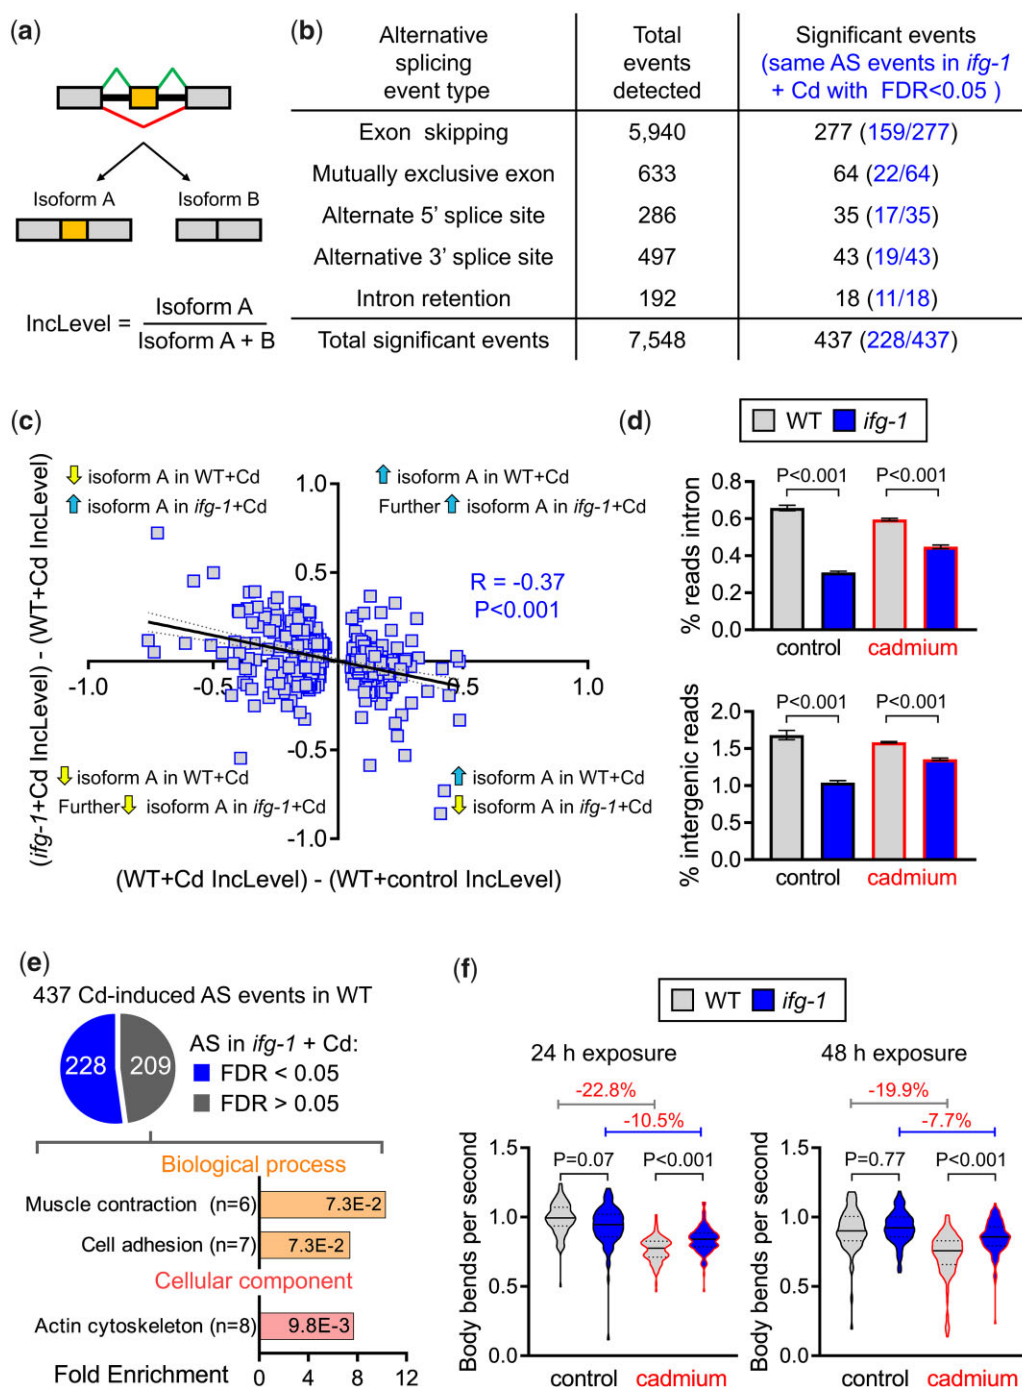 (a)
Isoform A
Isoform B
IncLevel = Isoform A
Isoform A + B
(b)
Alternative splicing event type
Total events detected
Significant events
(same AS events in ifg-1 + Cd with FDR<0.05 )
Exon skipping 5,940 277 (159/277)
Mutually exclusive exon 633 64 (22/64)
Alternate 5' splice site 286 35 (17/35)
Alternative 3' splice site 497 43 (19/43)
Intron retention 192 18 (11/18)
Total significant events 7,548 437 (228/437)
(c)
(ifg-1+Cd IncLevel) - (WT+Cd IncLevel)
isoform A in WT+Cd
isoform A in ifg-1+Cd
isoform A in WT+Cd
Further isoform A in ifg-1+Cd
1.0
0.5
R = -0.37
P<0.001
-1.0 -0.5 0.5 1.0
-0.5
isoform A in WT+Cd
Further isoform A in ifg-1+Cd
isoform A in WT+Cd
isoform A in ifg-1+Cd
-1.0
(WT+Cd IncLevel) - (WT+control IncLevel)
(d)
WT ifg-1
% reads intron
P<0.001 P<0.001
0.8
0.6
0.4
0.2
0.0
control cadmium
% intergenic reads
P<0.001 P<0.001
2.0
1.5
1.0
0.5
0.0
control cadmium
(e)
437 Cd-induced AS events in WT
228 209
AS in ifg-1 + Cd:
FDR < 0.05
FDR > 0.05
Biological process
Muscle contraction (n=6) 7.3E-2
Cell adhesion (n=7) 7.3E-2
Cellular component
Actin cytoskeleton (n=8) 9.8E-3
Fold Enrichment 0 4 8 12
(f)
WT ifg-1
24 h exposure
-22.8%
-10.5%
Body bends per second
P=0.07 P<0.001
1.5
1.0
0.5
0.0
control cadmium
48 h exposure
-19.9%
-7.7%
Body bends per second
P=0.77 P<0.001
1.5
1.0
0.5
0.0
control cadmium